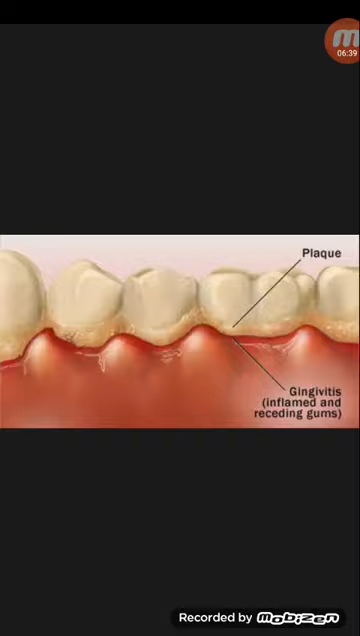 06:39
Plaque
Gingivitis
(inflamed and
receding gums)
Recorded by Mobizen